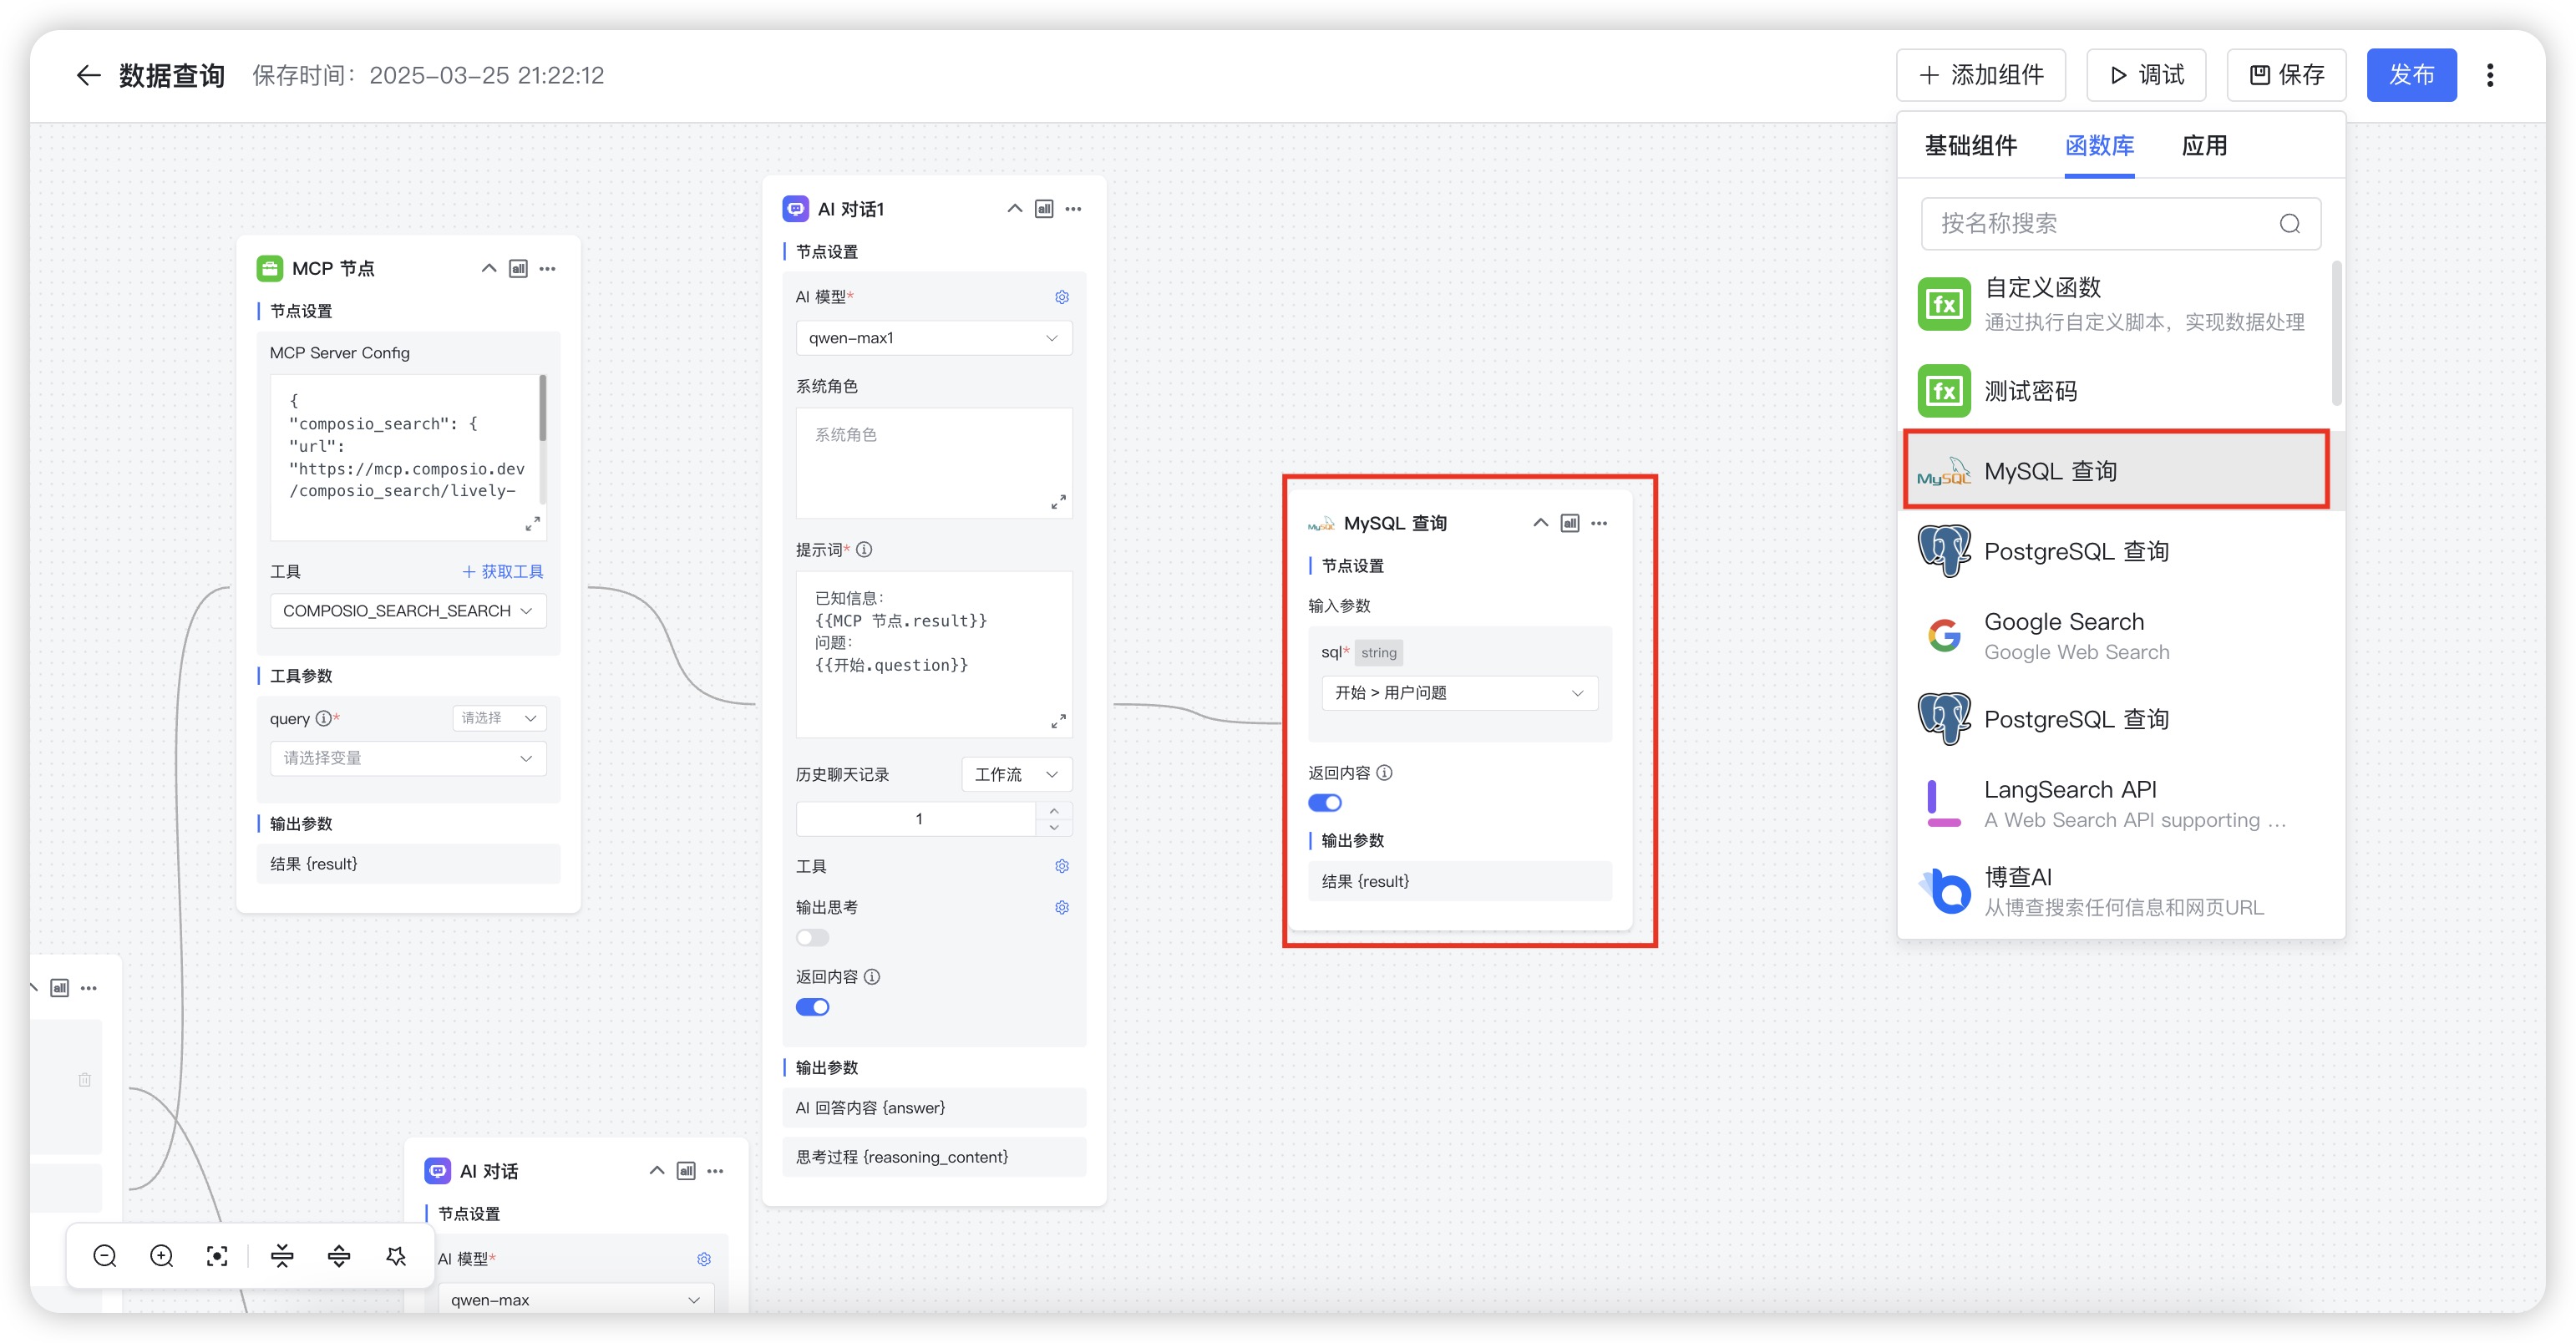 数据查询 保存时间：2025-03-25 21:22:12
添加组件
调试
保存
发布
MCP 节点
all
节点设置
MCP Server Config
{
"composio_search": {
"url":
"https://mcp.composio.dev
/composio_search/lively-
工具
获取工具
COMPOSIO_SEARCH_SEARCH
工具参数
query *
请选择
请选择变量
输出参数
结果 {result}
all
AI 对话
all
节点设置
AI 模型*
qwen-max
AI 对话1
all
节点设置
AI 模型*
qwen-max1
系统角色
系统角色
提示词*
已知信息：
{{MCP 节点.result}}
问题：
{{开始.question}}
历史聊天记录
工作流
1
工具
输出思考
返回内容
输出参数
AI 回答内容 {answer}
思考过程 {reasoning_content}
MySQL
MySQL 查询
all
节点设置
输入参数
sql* string
开始 > 用户问题
返回内容
输出参数
结果 {result}
基础组件 函数库 应用
按名称搜索
fx
自定义函数
通过执行自定义脚本，实现数据处理
fx
测试密码
MySQL
MySQL 查询
PostgreSQL 查询
Google Search
Google Web Search
PostgreSQL 查询
LangSearch API
A Web Search API supporting ...
博查AI
从博查搜索任何信息和网页URL